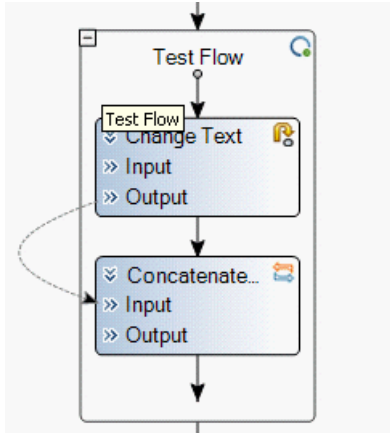 Test Flow
Test Flow
Change Text
Input
Output
Concatenate...
Input
Output